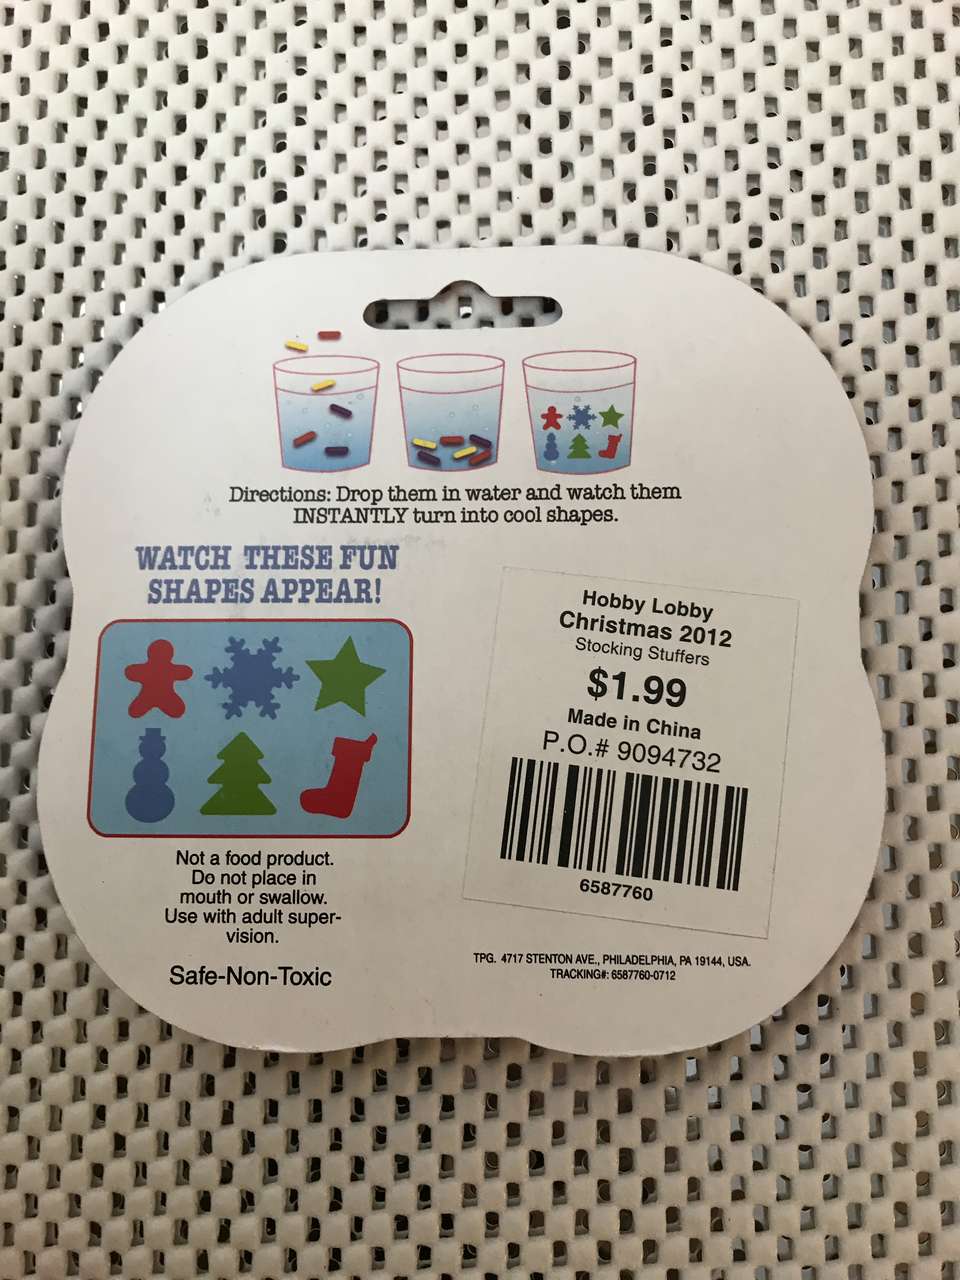 Directions: Drop them in water and watch them
INSTANTLY turn into cool shapes.
WATCH THESE FUN
SHAPES APPEAR!
Not a food product.
Do not place in
mouth or swallow.
Use with adult super-
vision.
Safe-Non-Toxic
Hobby Lobby
Christmas 2012
Stocking Stuffers
$1.99
Made in China
P.O.# 9094732
6587760
TPG. 4717 STENTON AVE., PHILADELPHIA, PA 19144, USA.
TRACKING#: 6587760-0712